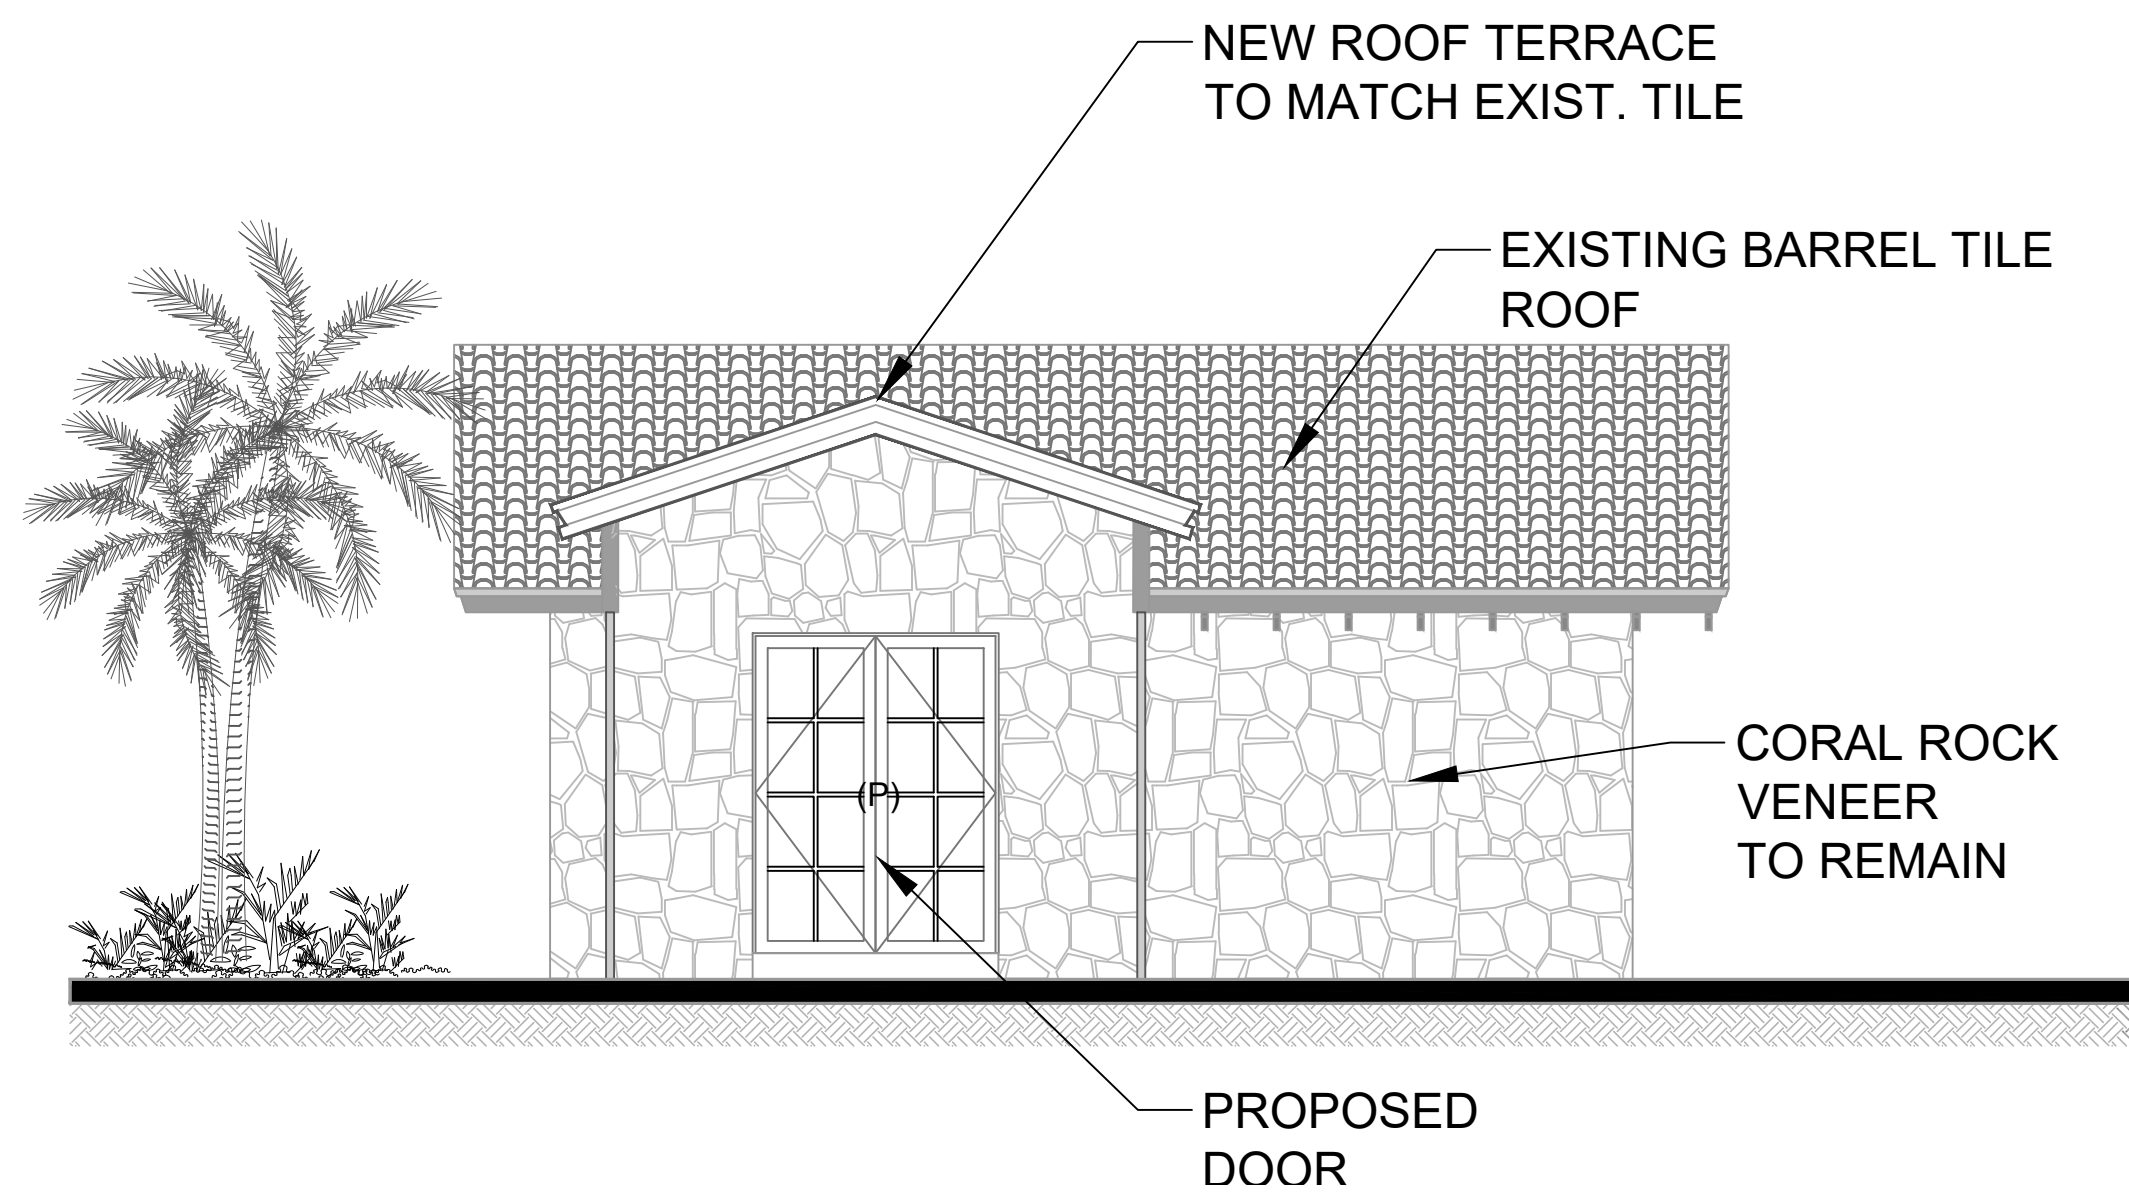 NEW ROOF TERRACE
TO MATCH EXIST. TILE
EXISTING BARREL TILE
ROOF
CORAL ROCK
VENEER
TO REMAIN
(P)
PROPOSED
DOOR